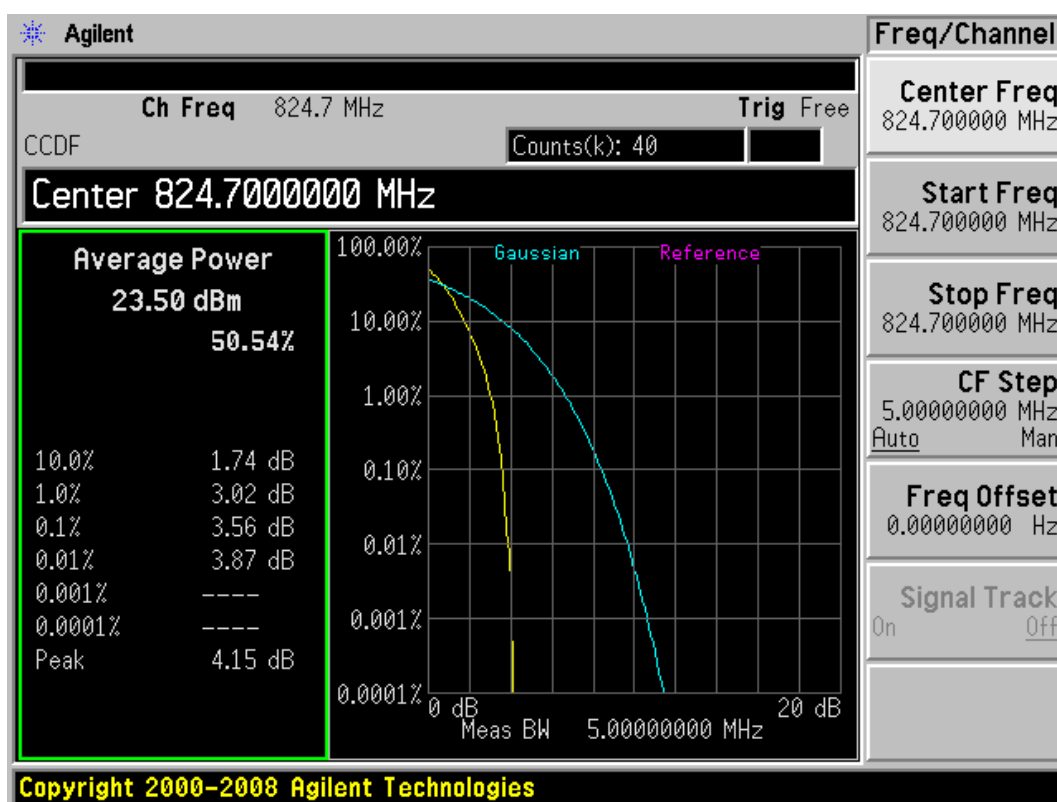 Agilent
Freq/Channel
Ch Freq 824.7 MHz Trig Free
CCDF Counts(k): 40
Center 824.7000000 MHz
Average Power
23.50 dBm
50.54%
10.0% 1.74 dB
1.0% 3.02 dB
0.1% 3.56 dB
0.01% 3.87 dB
0.001% ----
0.0001% ----
Peak 4.15 dB
Gaussian Reference
100.00%
10.00%
1.00%
0.10%
0.01%
0.001%
0.0001%
0 dB 20 dB
Meas BW 5.00000000 MHz
Center Freq
824.700000 MHz
Start Freq
824.700000 MHz
Stop Freq
824.700000 MHz
CF Step
5.00000000 MHz
Auto Man
Freq Offset
0.00000000 Hz
Signal Track
On Off
Copyright 2000-2008 Agilent Technologies